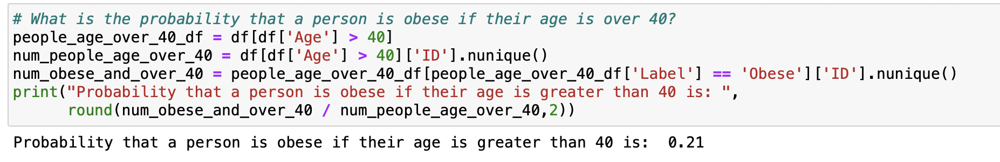 # What is the probability that a person is obese if their age is over 40?
people_age_over_40_df = df[df['Age'] > 40]
num_people_age_over_40 = df[df['Age'] > 40]['ID'].nunique()
num_obese_and_over_40 = people_age_over_40_df[people_age_over_40_df['Label'] == 'Obese']['ID'].nunique()
print("Probability that a person is obese if their age is greater than 40 is: ",
      round(num_obese_and_over_40 / num_people_age_over_40,2))
Probability that a person is obese if their age is greater than 40 is:  0.21